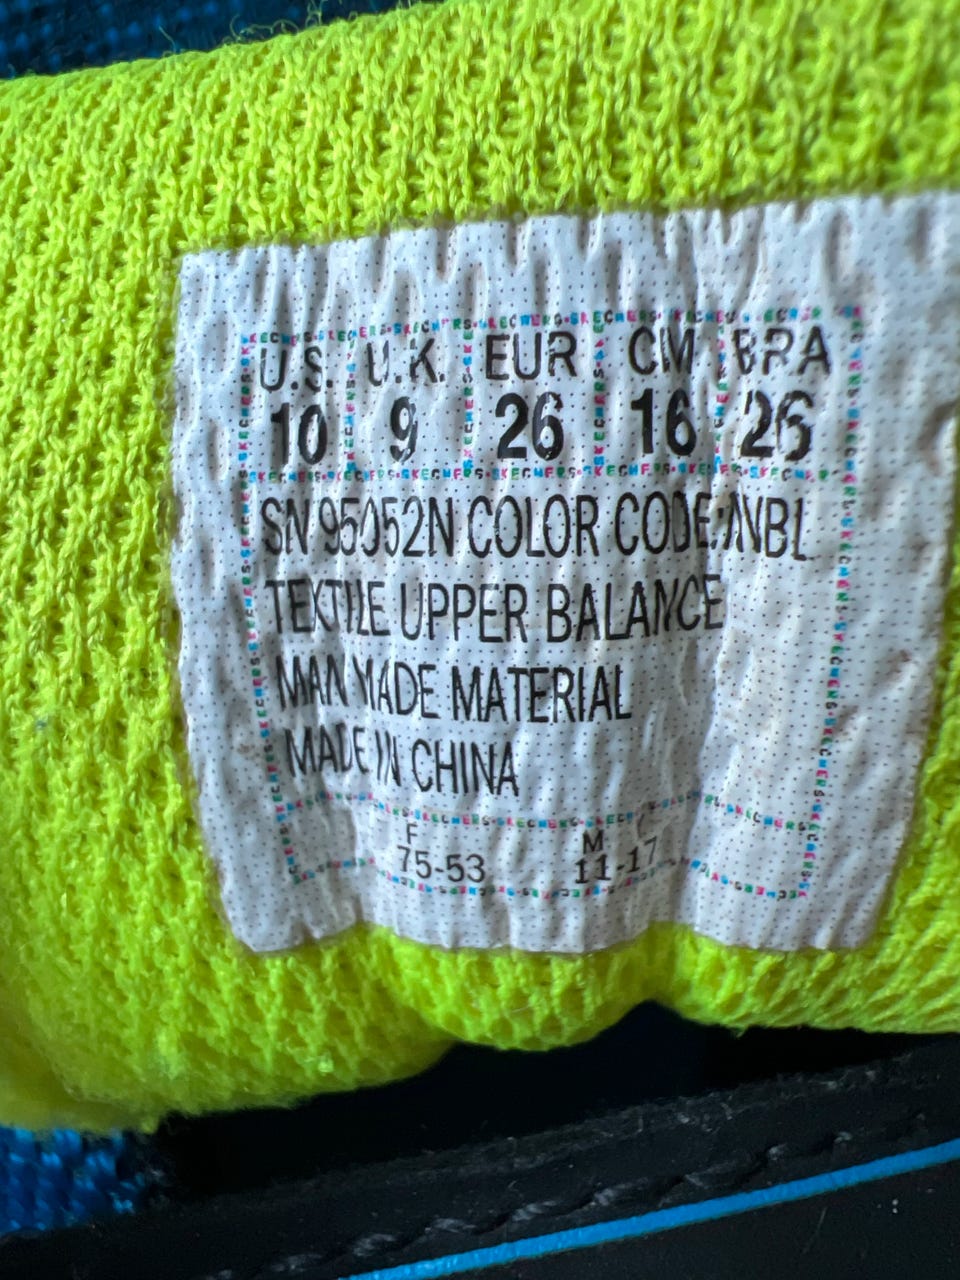 U.S. U.K. EUR CM BRA
10 9 26 16 26
SN 95052N COLOR CODE: NBL
TEXTILE UPPER BALANCE
MAN MADE MATERIAL
MADE IN CHINA
F M
75-53 11-17